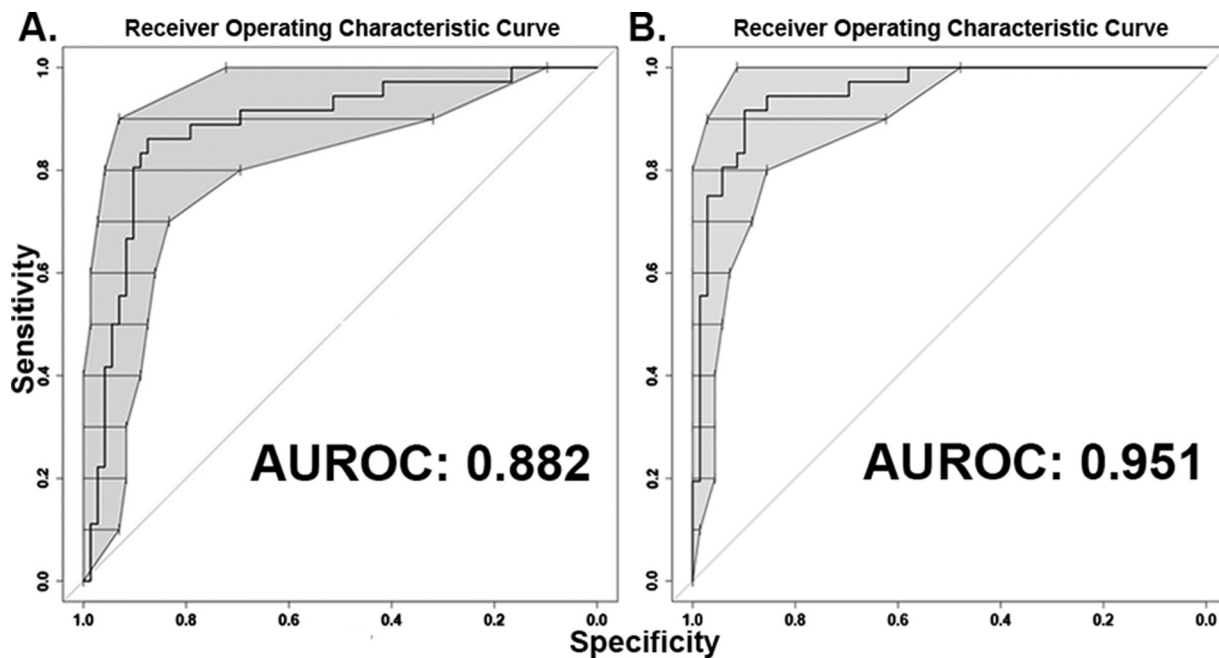 A.
Receiver Operating Characteristic Curve
B.
Receiver Operating Characteristic Curve
Sensitivity
1.0
0.8
0.6
0.4
0.2
0.0
AUROC: 0.882
1.0 0.8 0.6 0.4 0.2 0.0
1.0
0.8
0.6
0.4
0.2
0.0
AUROC: 0.951
1.0 0.8 0.6 0.4 0.2 0.0
Specificity